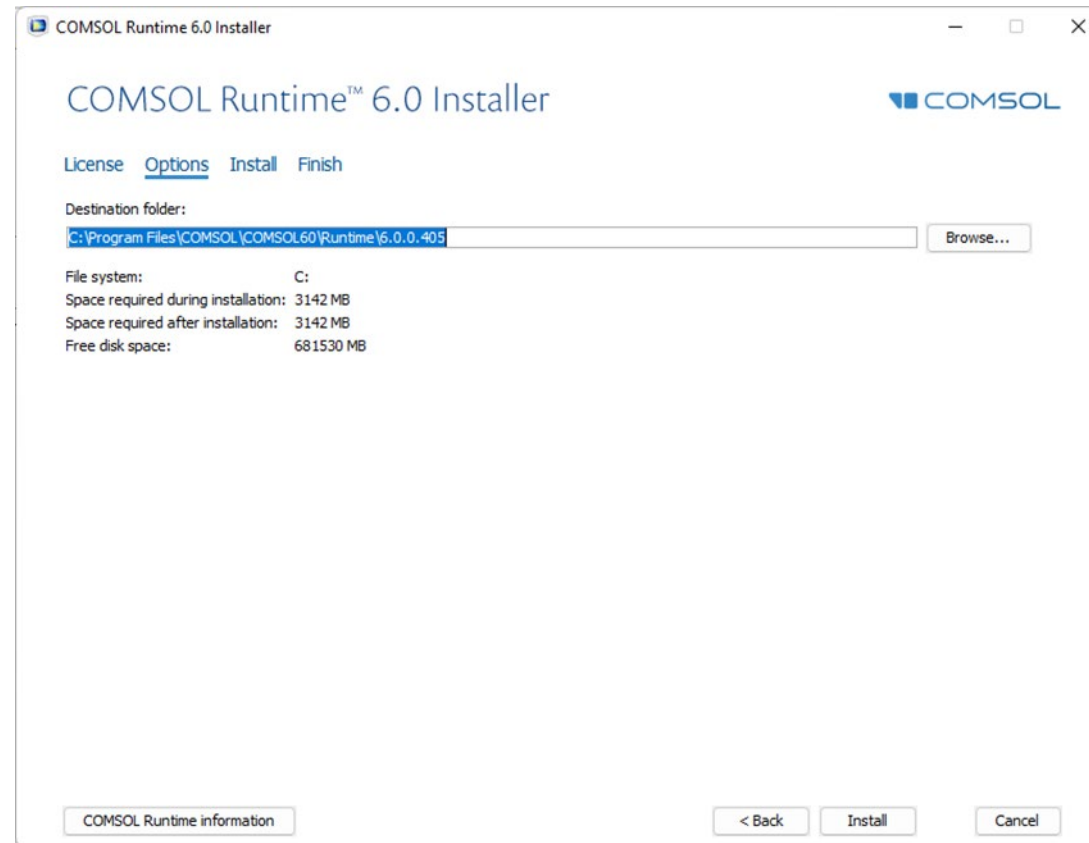 COMSOL Runtime 6.0 Installer
COMSOL Runtime™ 6.0 Installer
COMSOL
License Options Install Finish
Destination folder:
C:\Program Files\COMSOL\COMSOL60\Runtime\6.0.0.405 Browse...
File system: C:
Space required during installation: 3142 MB
Space required after installation: 3142 MB
Free disk space: 681530 MB
COMSOL Runtime information < Back Install Cancel